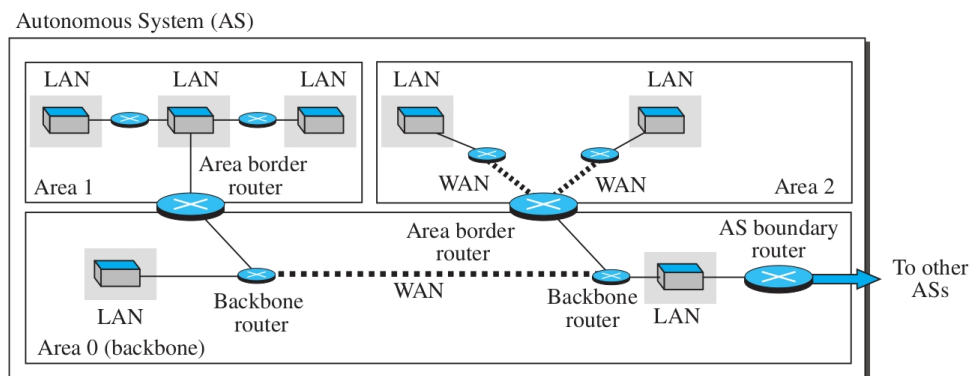 Autonomous System (AS)
LAN
LAN
LAN
Area border
router
Area 1
LAN
LAN
WAN
WAN
Area 2
Area border
router
AS boundary
router
To other
ASs
LAN
Backbone
router
WAN
Backbone
router
LAN
Area 0 (backbone)